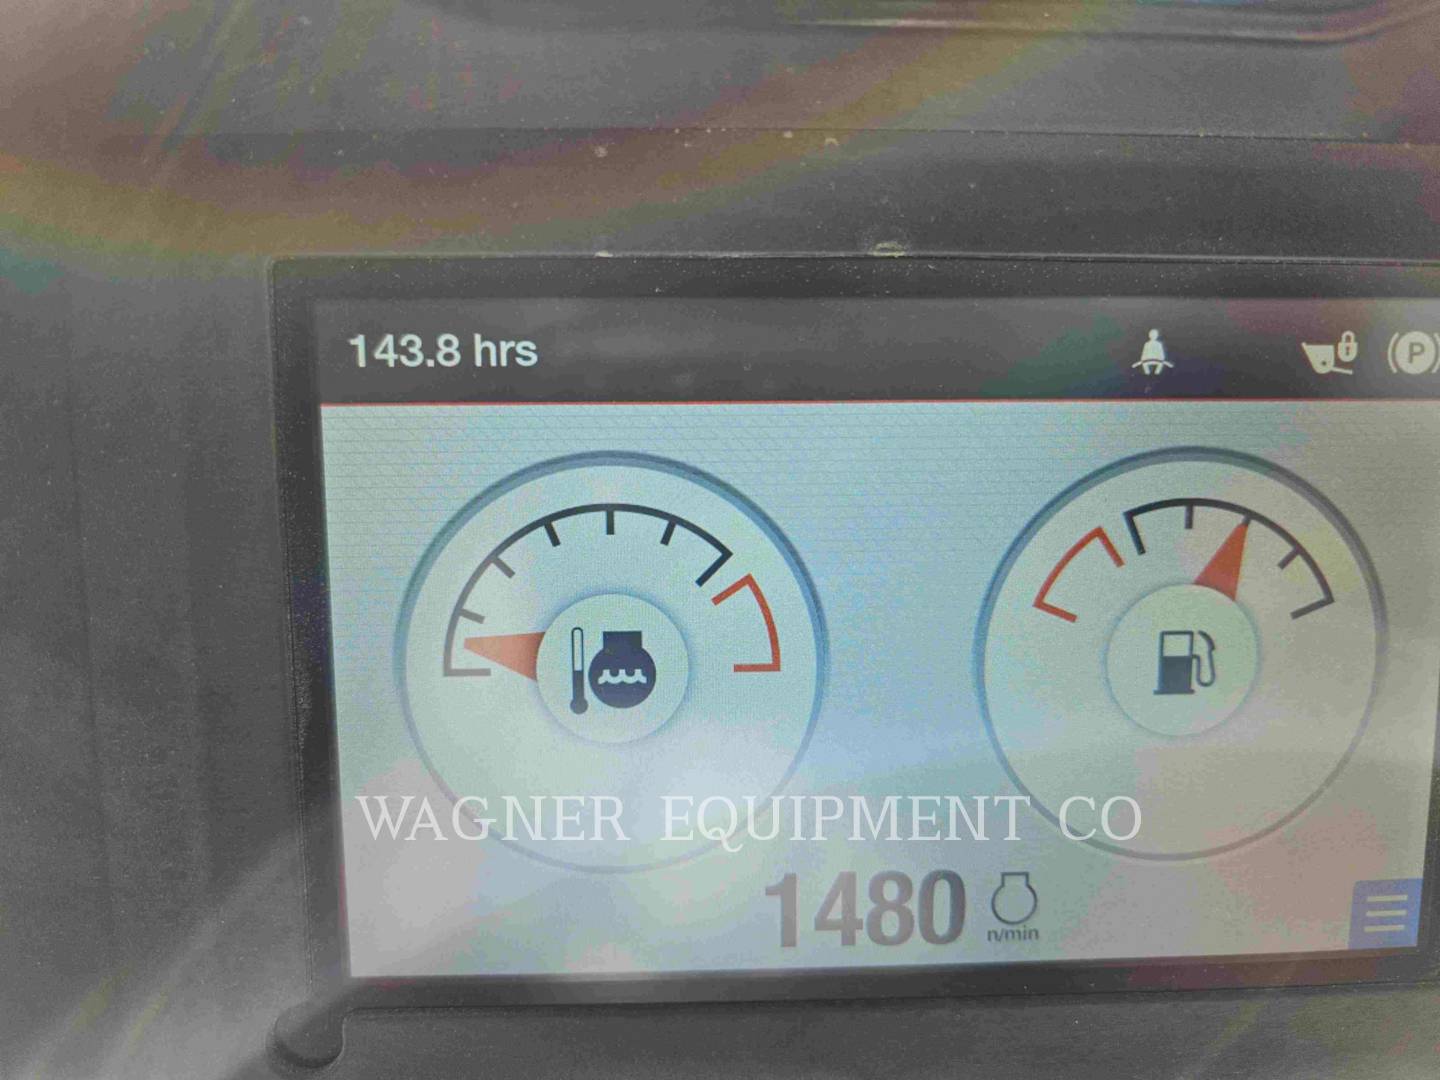 143.8 hrs
P
WAGNER EQUIPMENT CO
1480
n/min